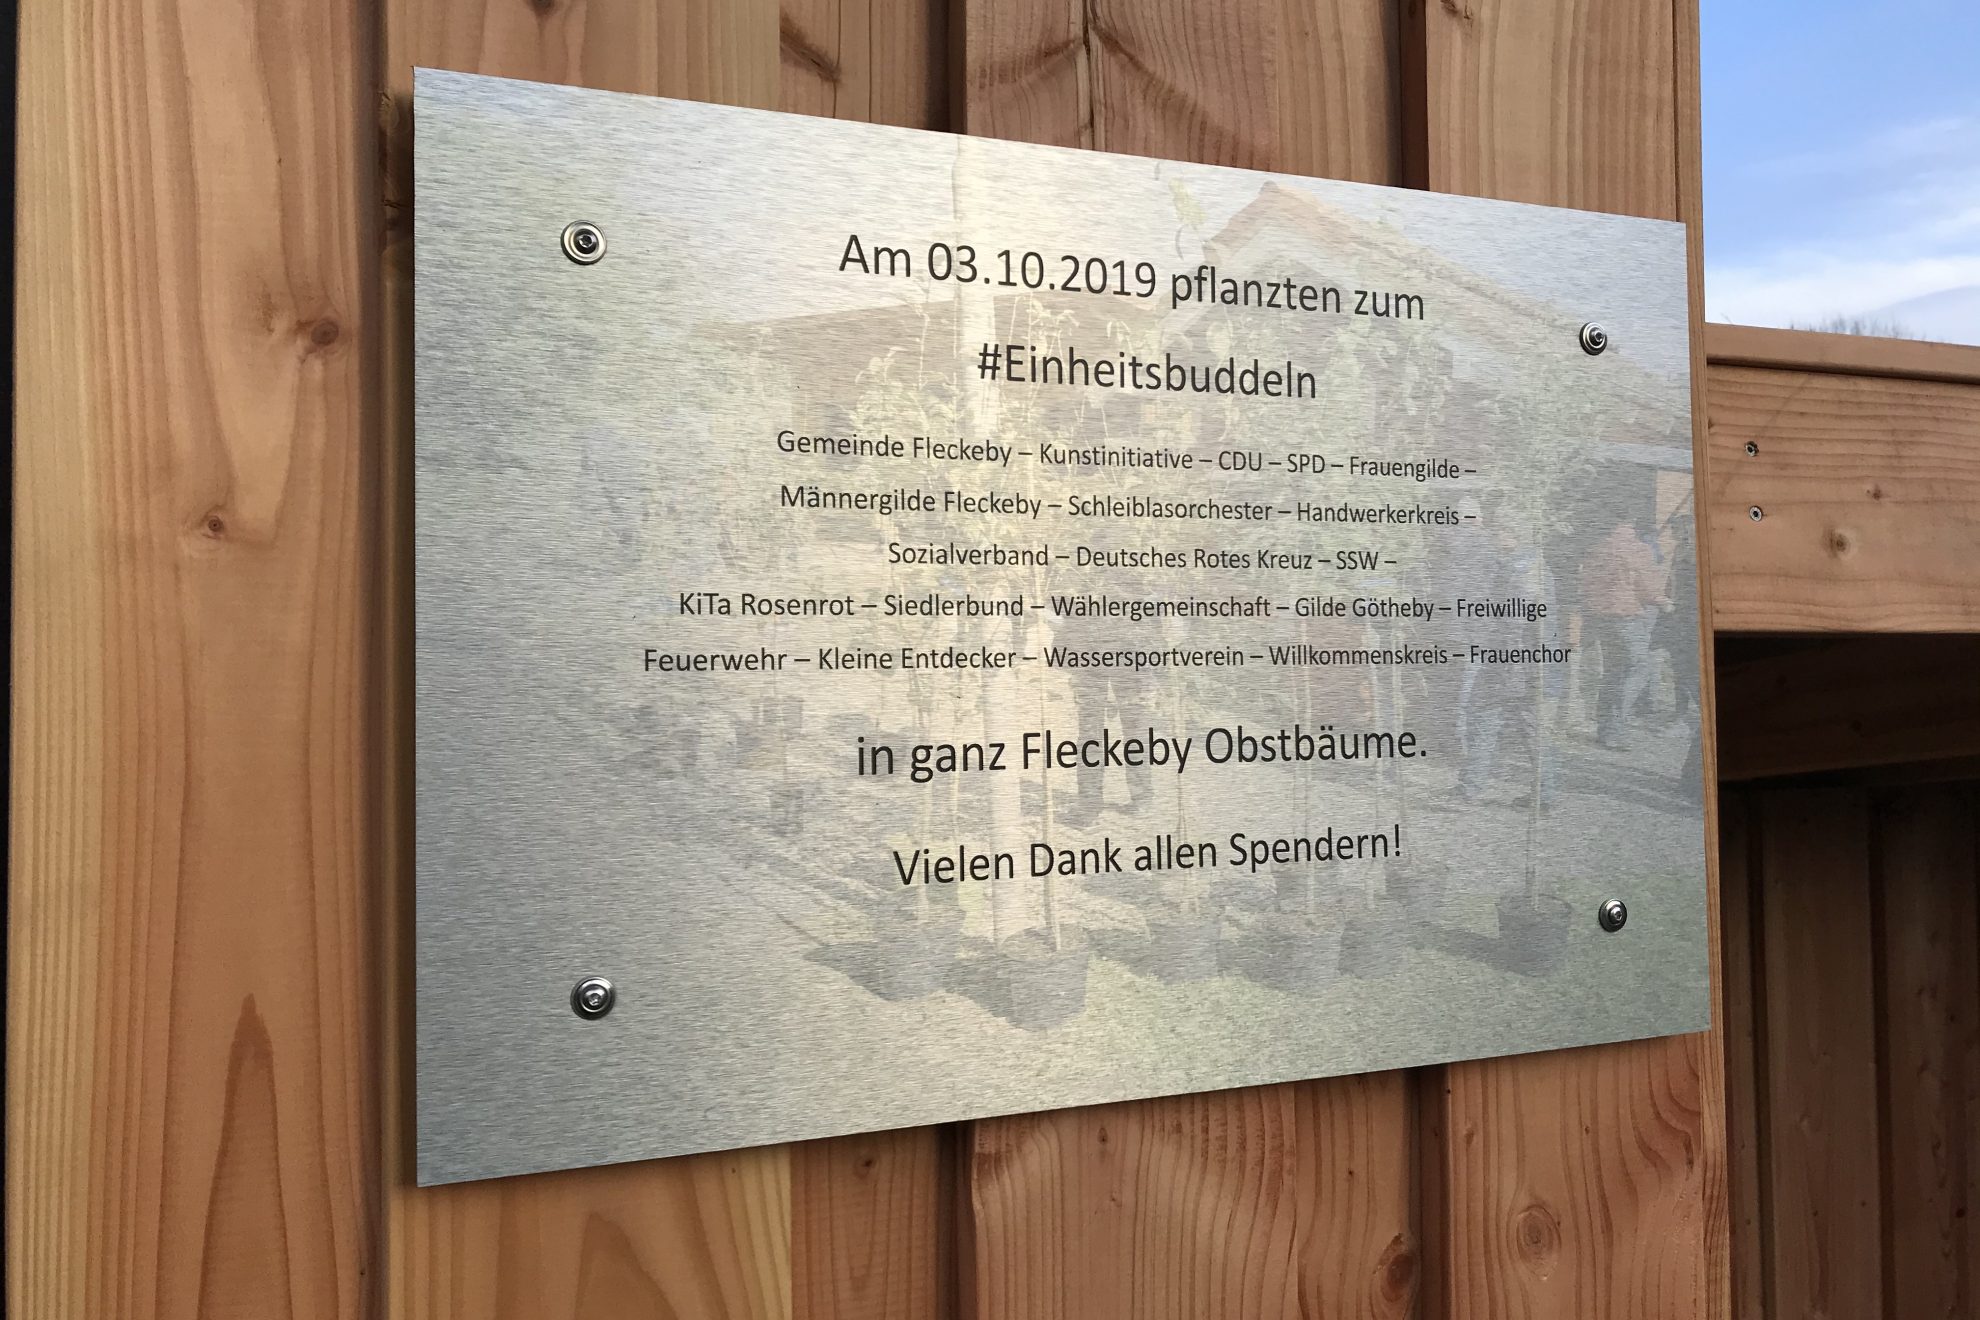 Am 03.10.2019 pflanzten zum
#Einheitsbuddeln
Gemeinde Fleckeby – Kunstinitiative – CDU – SPD – Frauengilde –
Männergilde Fleckeby – Schleiblasorchester – Handwerkerkreis –
Sozialverband – Deutsches Rotes Kreuz – SSW –
KiTa Rosenrot – Siedlerbund – Wählergemeinschaft – Gilde Götheby – Freiwillige
Feuerwehr – Kleine Entdecker – Wassersportverein – Willkommenskreis – Frauenchor
in ganz Fleckeby Obstbäume.
Vielen Dank allen Spendern!